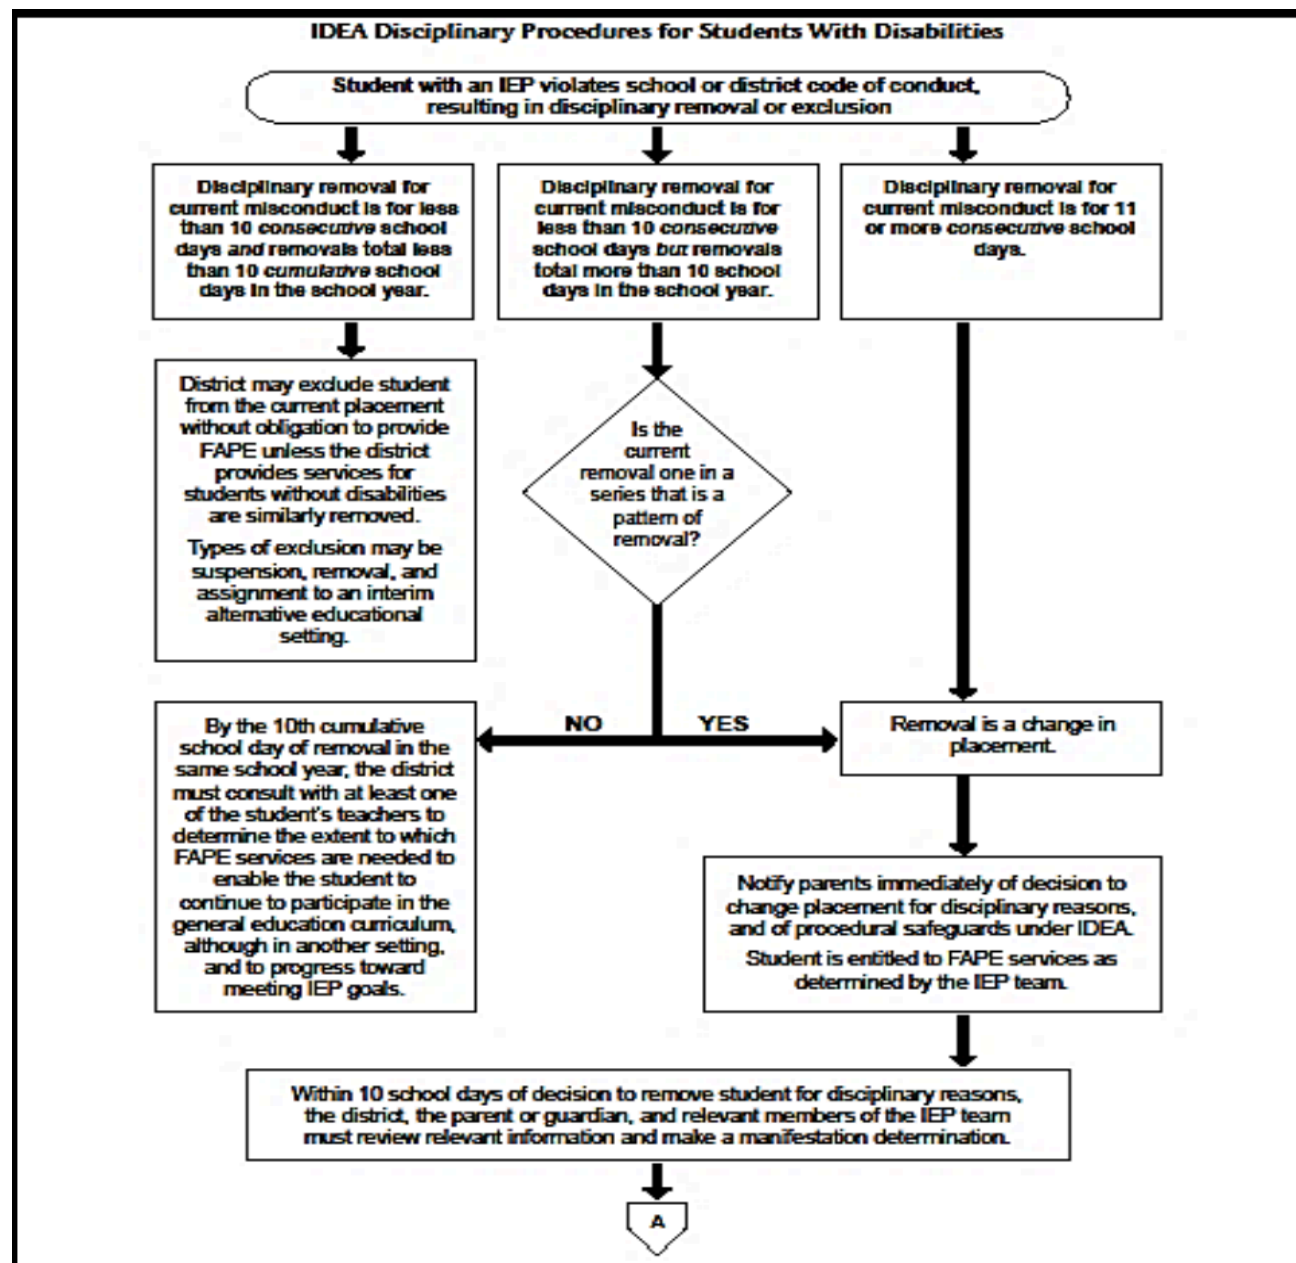 IDEA Disciplinary Procedures for Students With Disabilities
Student with an IEP violates school or district code of conduct,
resulting in disciplinary removal or exclusion
Disciplinary removal for
current misconduct is for less
than 10 consecutive school
days and removals total less
than 10 cumulative school
days in the school year.
Disciplinary removal for
current misconduct is for
less than 10 consecutive
school days but removals
total more than 10 school
days in the school year.
Disciplinary removal for
current misconduct is for 11
or more consecutive school
days.
District may exclude student
from the current placement
without obligation to provide
FAPE unless the district
provides services for
students without disabilities
are similarly removed.
Types of exclusion may be
suspension, removal, and
assignment to an interim
alternative educational
setting.
Is the
current
removal one in a
series that is a
pattern of
removal?
NO
YES
By the 10th cumulative
school day of removal in the
same school year, the district
must consult with at least one
of the student's teachers to
determine the extent to which
FAPE services are needed to
enable the student to
continue to participate in the
general education curriculum,
although in another setting,
and to progress toward
meeting IEP goals.
Removal is a change in
placement.
Notify parents immediately of decision to
change placement for disciplinary reasons,
and of procedural safeguards under IDEA.
Student is entitled to FAPE services as
determined by the IEP team.
Within 10 school days of decision to remove student for disciplinary reasons,
the district, the parent or guardian, and relevant members of the IEP team
must review relevant information and make a manifestation determination.
A